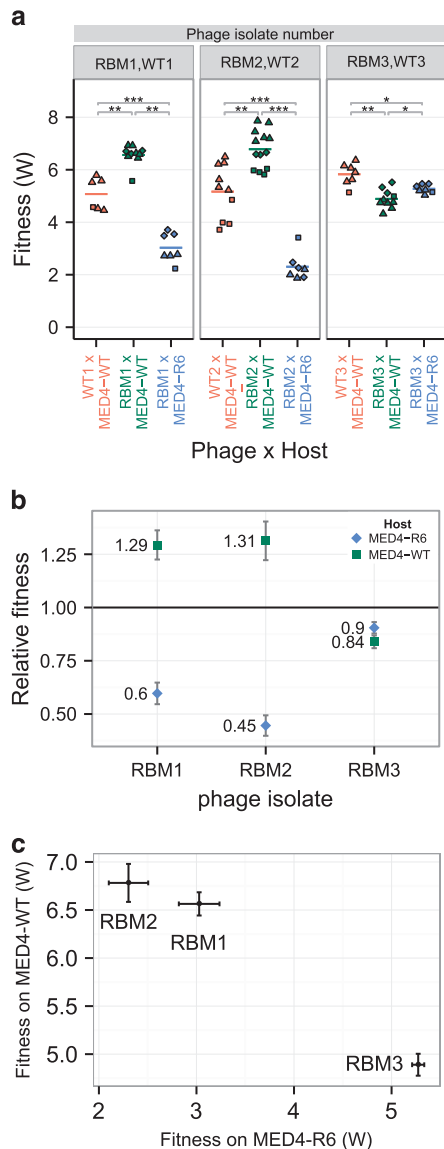 a
Phage isolate number
RBM1,WT1 RBM2,WT2 RBM3,WT3
*** *** *
** ** ** *** ** *
8
6
4
2
0
Fitness (W)
WT1 x MED4−WT
RBM1 x MED4−WT
RBM1 x MED4−R6
WT2 x MED4−WT
RBM2 x MED4−WT
RBM2 x MED4−R6
WT3 x MED4−WT
RBM3 x MED4−WT
RBM3 x MED4−R6
Phage x Host
b
Host
MED4−R6
MED4−WT
1.29
1.31
0.6
0.45
0.9
0.84
1.25
1.00
0.75
0.50
Relative fitness
RBM1 RBM2 RBM3
phage isolate
c
7.0
6.5
6.0
5.5
5.0
Fitness on MED4-WT (W)
RBM2
RBM1
RBM3
2 3 4 5
Fitness on MED4-R6 (W)